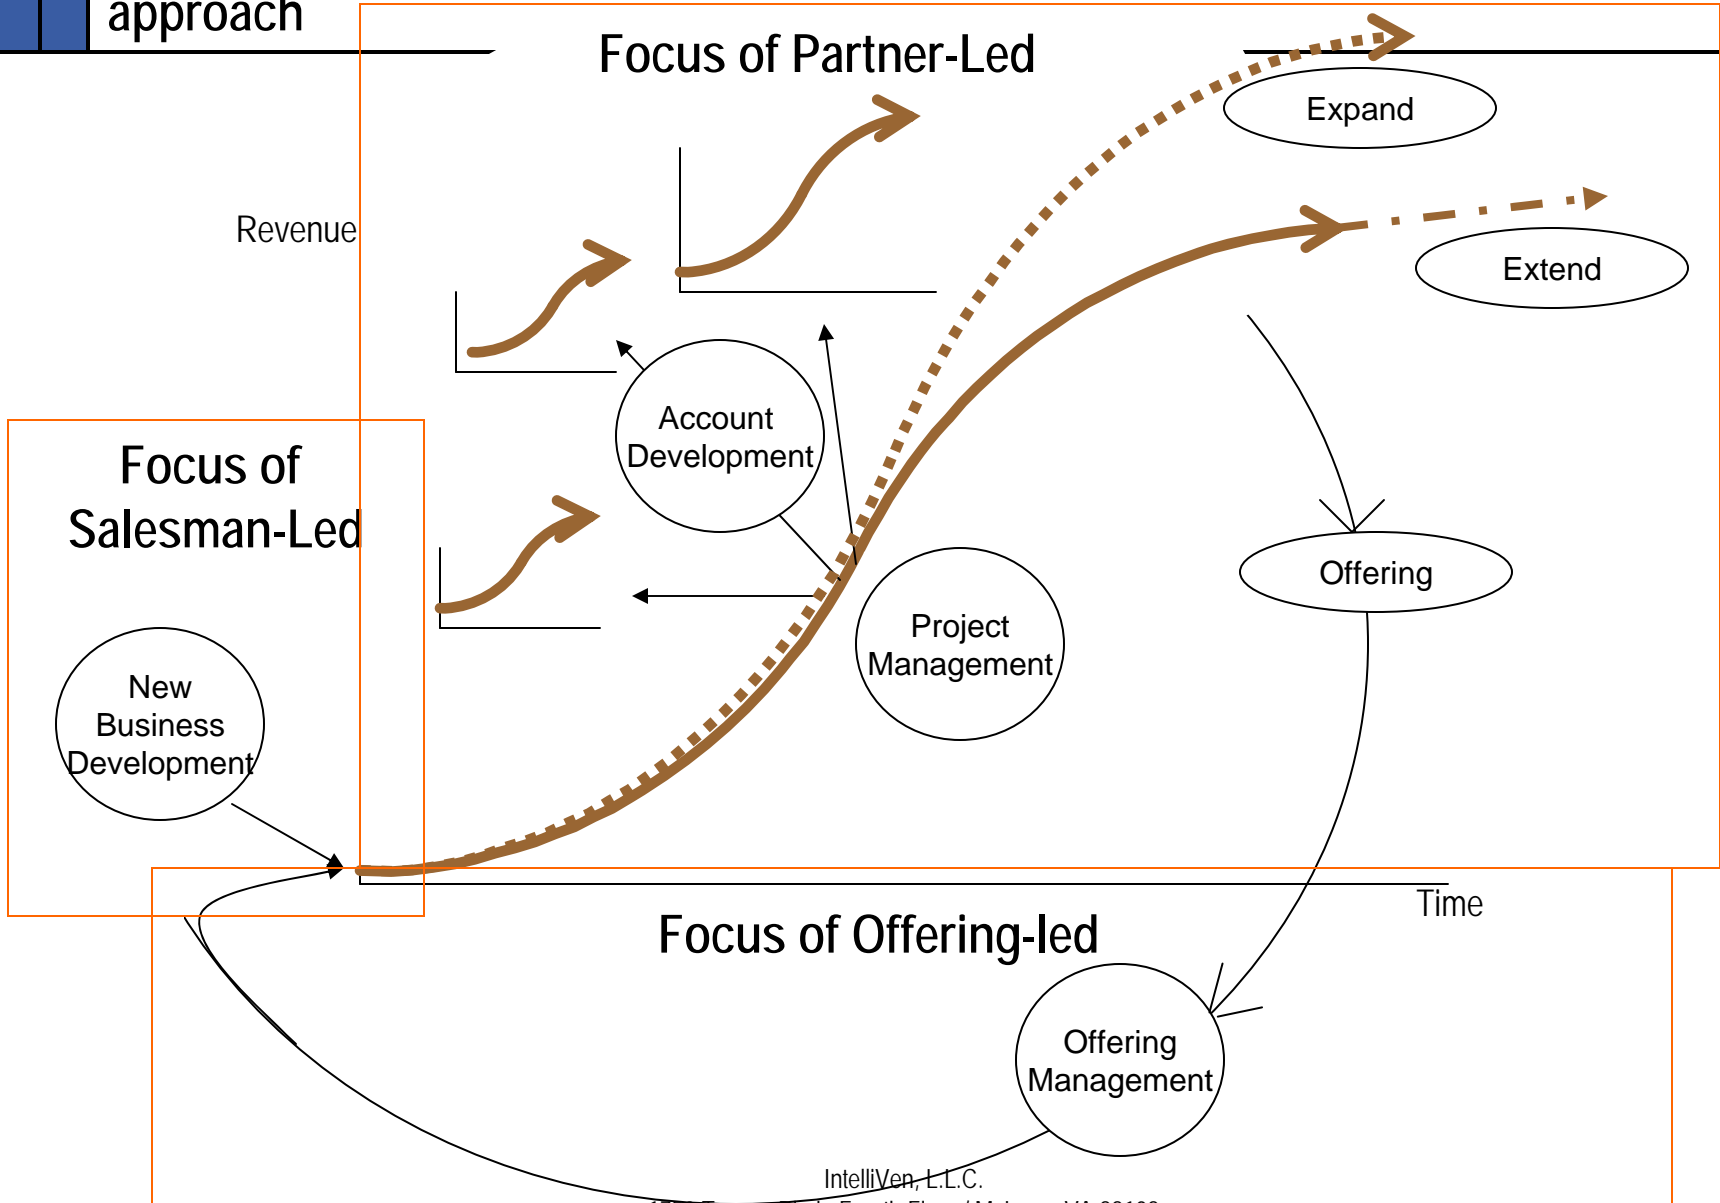 approach
Focus of Partner-Led
Expand
Revenue
Extend
Account
Development
Focus of
Salesman-Led
Offering
Project
Management
New
Business
Development
Time
Focus of Offering-led
Offering
Management
IntelliVen, L.L.C.